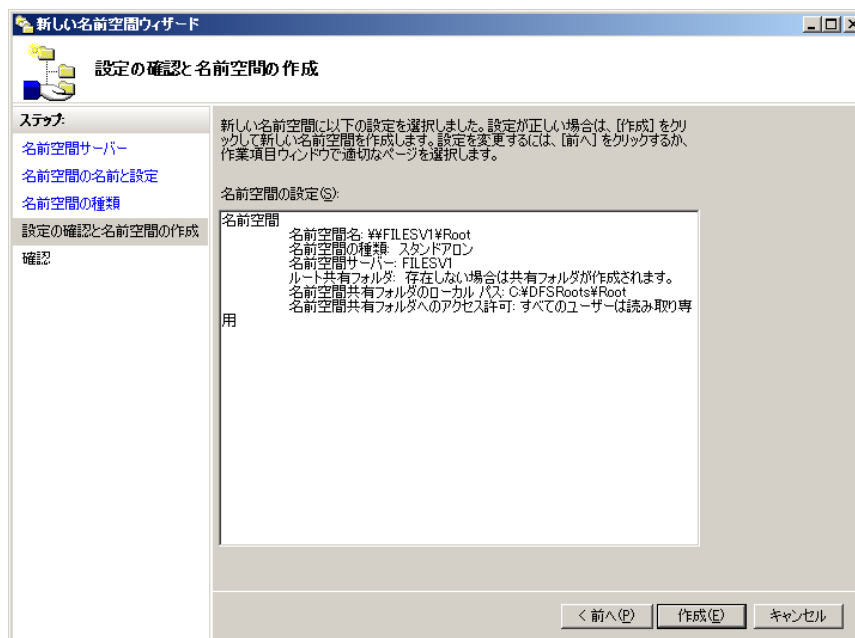 新しい名前空間ウィザード
設定の確認と名前空間の作成
ステップ:
名前空間サーバー
名前空間の名前と設定
名前空間の種類
設定の確認と名前空間の作成
確認
新しい名前空間に以下の設定を選択しました。設定が正しい場合は、[作成] をクリ
ックして新しい名前空間を作成します。設定を変更するには、[前へ] をクリックするか、
作業項目ウィンドウで適切なページを選択します。
名前空間の設定(S):
名前空間
名前空間名: ¥¥FILESV1¥Root
名前空間の種類: スタンドアロン
名前空間サーバー: FILESV1
ルート共有フォルダ: 存在しない場合は共有フォルダが作成されます。
名前空間共有フォルダのローカル パス: C:¥DFSRoots¥Root
名前空間共有フォルダへのアクセス許可: すべてのユーザーは読み取り専
用
< 前へ(P) 作成(E) キャンセル